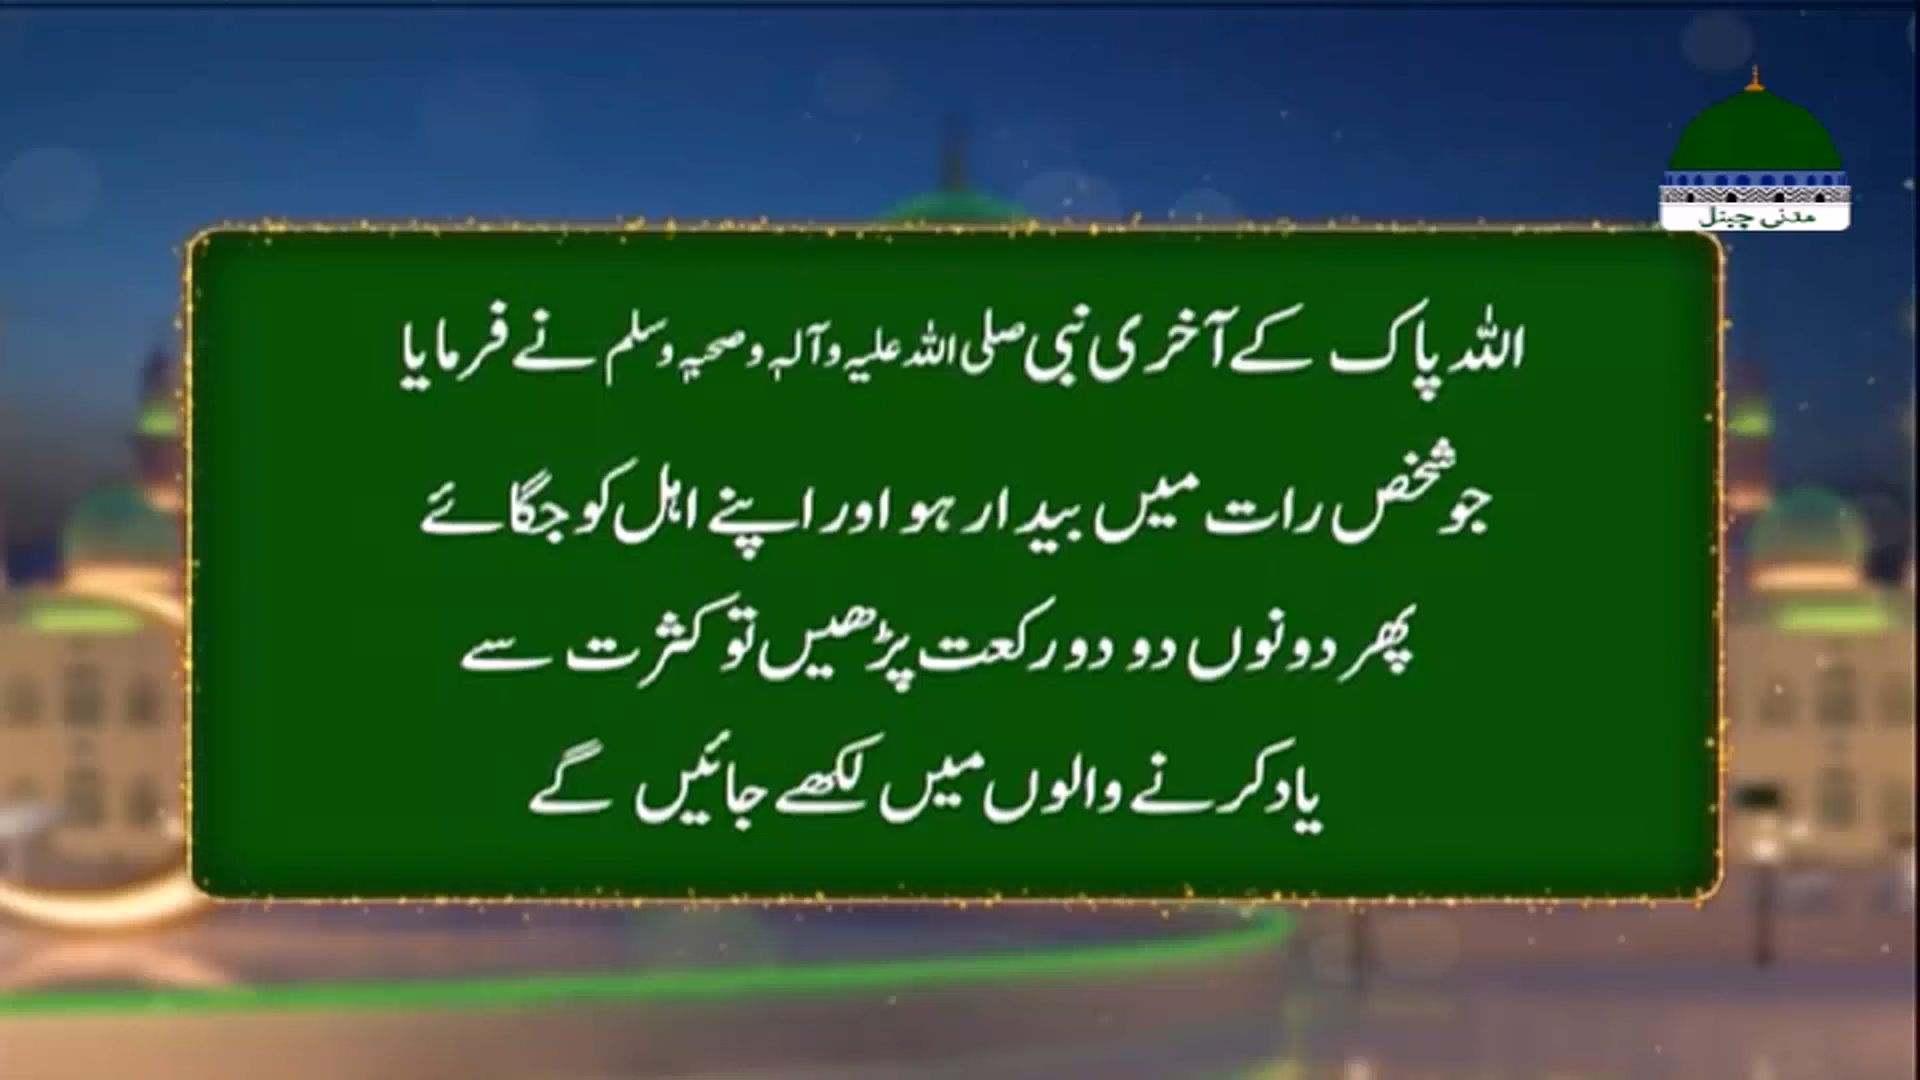 مدنی چینل
اللہ پاک کے آخری نبی صلی اللہ علیہ وآلہٖ وصحبہٖ وسلم نے فرمایا
جو شخص رات میں بیدار ہو اور اپنے اہل کو جگائے
پھر دونوں دو دو رکعت پڑھیں تو کثرت سے
یاد کرنے والوں میں لکھے جائیں گے